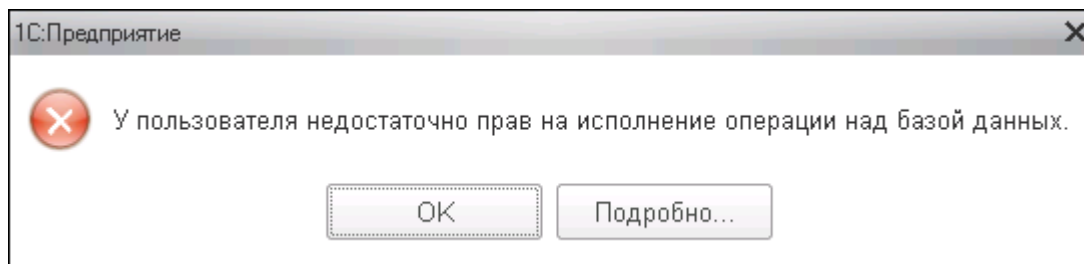 1С:Предприятие
У пользователя недостаточно прав на исполнение операции над базой данных.
OK
Подробно...